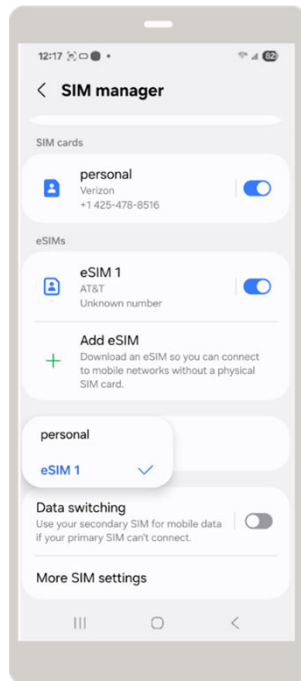 12:17
82
SIM manager
SIM cards
personal
Verizon
+1 425-478-8516
eSIMs
eSIM 1
AT&T
Unknown number
Add eSIM
Download an eSIM so you can connect
to mobile networks without a physical
SIM card.
personal
eSIM 1
Data switching
Use your secondary SIM for mobile data
if your primary SIM can't connect.
More SIM settings